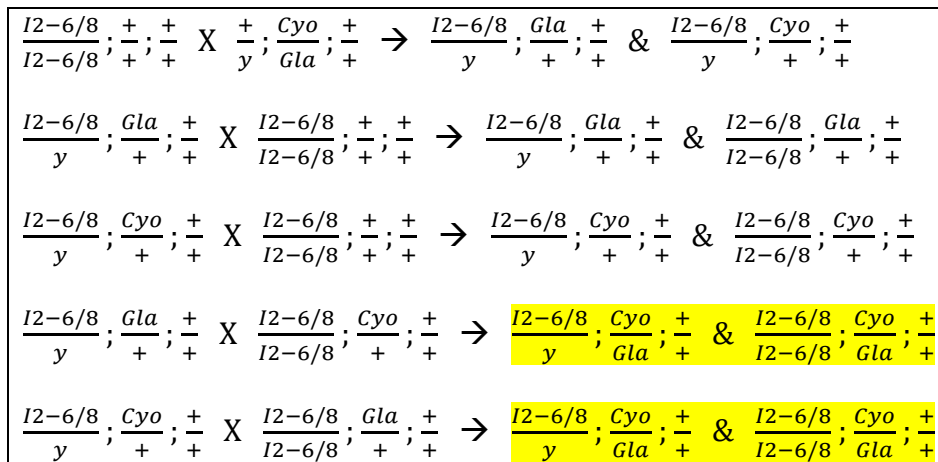 I2−6/8/I2−6/8 ; +/+ ; +/+ X +/y ; Cyo/Gla ; +/+ → I2−6/8/y ; Gla/+ ; +/+ & I2−6/8/y ; Cyo/+ ; +/+
I2−6/8/y ; Gla/+ ; +/+ X I2−6/8/I2−6/8 ; +/+ ; +/+ → I2−6/8/y ; Gla/+ ; +/+ & I2−6/8/I2−6/8 ; Gla/+ ; +/+
I2−6/8/y ; Cyo/+ ; +/+ X I2−6/8/I2−6/8 ; +/+ ; +/+ → I2−6/8/y ; Cyo/+ ; +/+ & I2−6/8/I2−6/8 ; Cyo/+ ; +/+
I2−6/8/y ; Gla/+ ; +/+ X I2−6/8/I2−6/8 ; Cyo/+ ; +/+ → I2−6/8/y ; Cyo/Gla ; +/+ & I2−6/8/I2−6/8 ; Cyo/Gla ; +/+
I2−6/8/y ; Cyo/+ ; +/+ X I2−6/8/I2−6/8 ; Gla/+ ; +/+ → I2−6/8/y ; Cyo/Gla ; +/+ & I2−6/8/I2−6/8 ; Cyo/Gla ; +/+